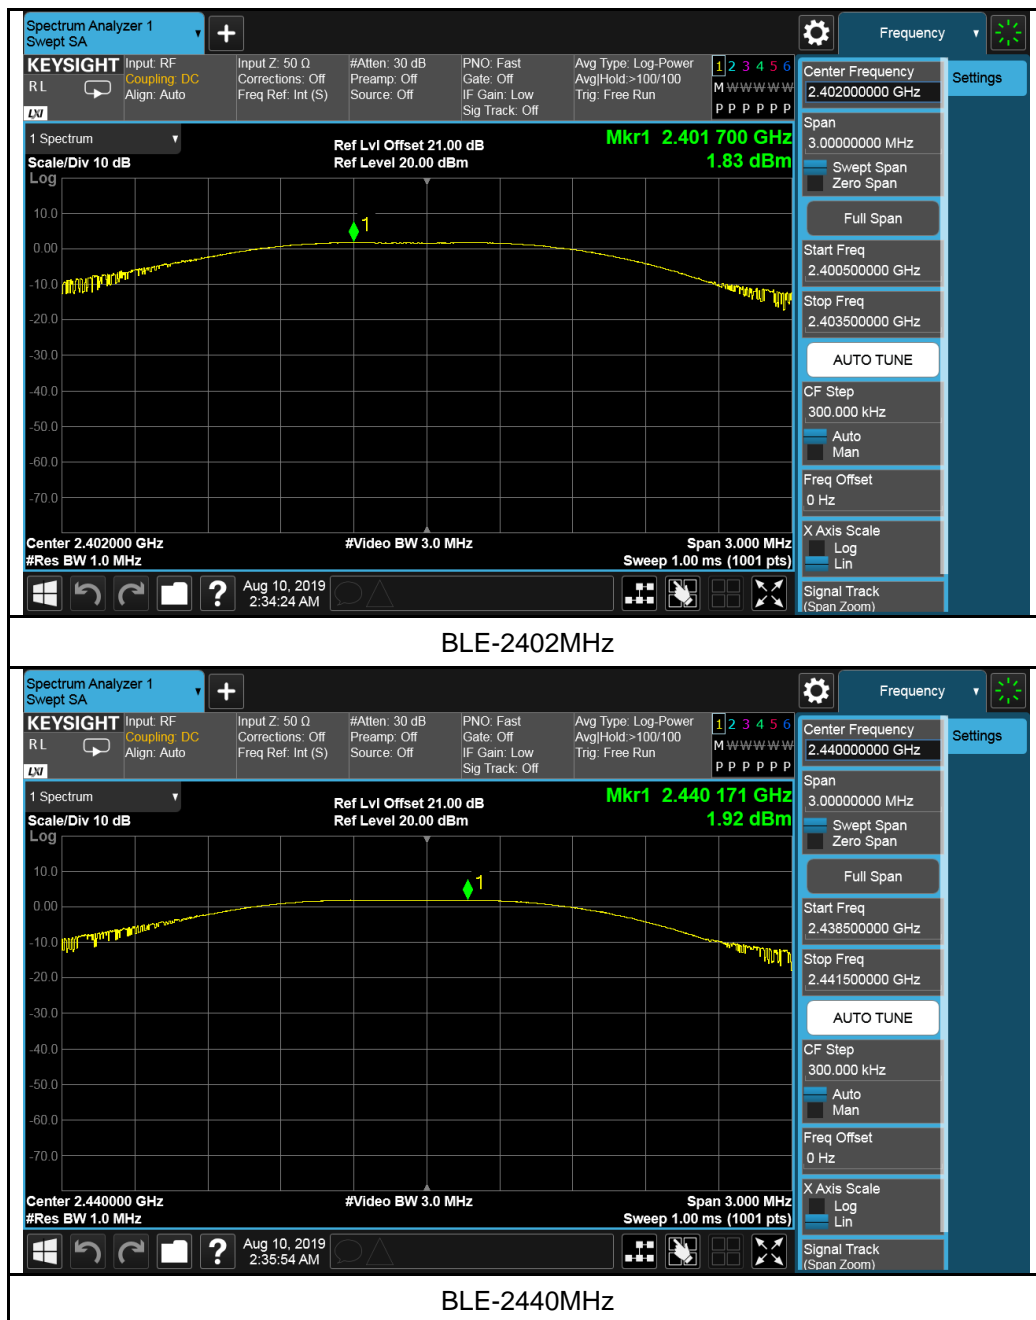 Spectrum Analyzer 1
Swept SA
Frequency
KEYSIGHT
RL
LXI
Input: RF
Coupling: DC
Align: Auto
Input Z: 50 Ω
Corrections: Off
Freq Ref: Int (S)
#Atten: 30 dB
Preamp: Off
Source: Off
PNO: Fast
Gate: Off
IF Gain: Low
Sig Track: Off
Avg Type: Log-Power
Avg|Hold:>100/100
Trig: Free Run
1 2 3 4 5 6
M W W W W W
P P P P P P
1 Spectrum
Scale/Div 10 dB
Log
Ref Lvl Offset 21.00 dB
Ref Level 20.00 dBm
Mkr1 2.401 700 GHz
1.83 dBm
1
10.0
0.00
-10.0
-20.0
-30.0
-40.0
-50.0
-60.0
-70.0
Center 2.402000 GHz
#Res BW 1.0 MHz
#Video BW 3.0 MHz
Span 3.000 MHz
Sweep 1.00 ms (1001 pts)
Aug 10, 2019
2:34:24 AM
Center Frequency
2.402000000 GHz
Settings
Span
3.00000000 MHz
Swept Span
Zero Span
Full Span
Start Freq
2.400500000 GHz
Stop Freq
2.403500000 GHz
AUTO TUNE
CF Step
300.000 kHz
Auto
Man
Freq Offset
0 Hz
X Axis Scale
Log
Lin
Signal Track
(Span Zoom)
BLE-2402MHz
Spectrum Analyzer 1
Swept SA
Frequency
KEYSIGHT
RL
LXI
Input: RF
Coupling: DC
Align: Auto
Input Z: 50 Ω
Corrections: Off
Freq Ref: Int (S)
#Atten: 30 dB
Preamp: Off
Source: Off
PNO: Fast
Gate: Off
IF Gain: Low
Sig Track: Off
Avg Type: Log-Power
Avg|Hold:>100/100
Trig: Free Run
1 2 3 4 5 6
M W W W W W
P P P P P P
1 Spectrum
Scale/Div 10 dB
Log
Ref Lvl Offset 21.00 dB
Ref Level 20.00 dBm
Mkr1 2.440 171 GHz
1.92 dBm
1
10.0
0.00
-10.0
-20.0
-30.0
-40.0
-50.0
-60.0
-70.0
Center 2.440000 GHz
#Res BW 1.0 MHz
#Video BW 3.0 MHz
Span 3.000 MHz
Sweep 1.00 ms (1001 pts)
Aug 10, 2019
2:35:54 AM
Center Frequency
2.440000000 GHz
Settings
Span
3.00000000 MHz
Swept Span
Zero Span
Full Span
Start Freq
2.438500000 GHz
Stop Freq
2.441500000 GHz
AUTO TUNE
CF Step
300.000 kHz
Auto
Man
Freq Offset
0 Hz
X Axis Scale
Log
Lin
Signal Track
(Span Zoom)
BLE-2440MHz